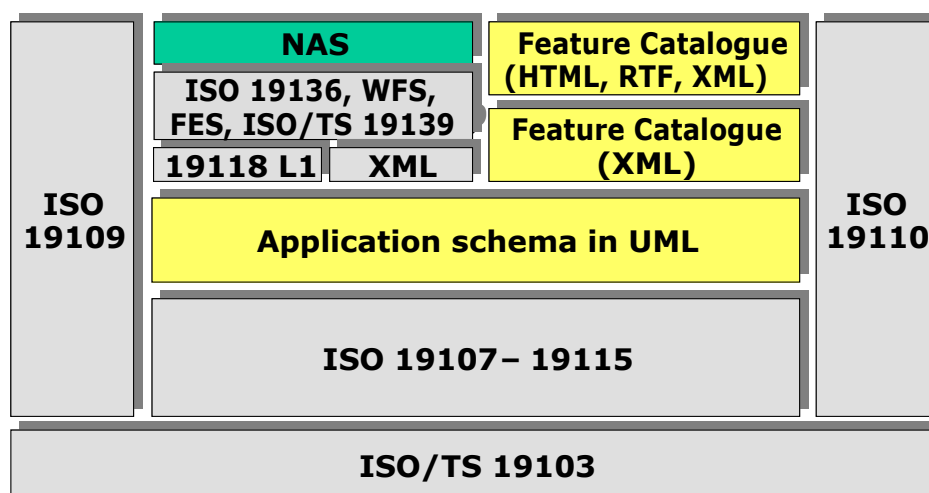 NAS
Feature Catalogue
(HTML, RTF, XML)
ISO 19136, WFS,
FES, ISO/TS 19139
Feature Catalogue
(XML)
19118 L1
XML
ISO
19109
ISO
19110
Application schema in UML
ISO 19107– 19115
ISO/TS 19103